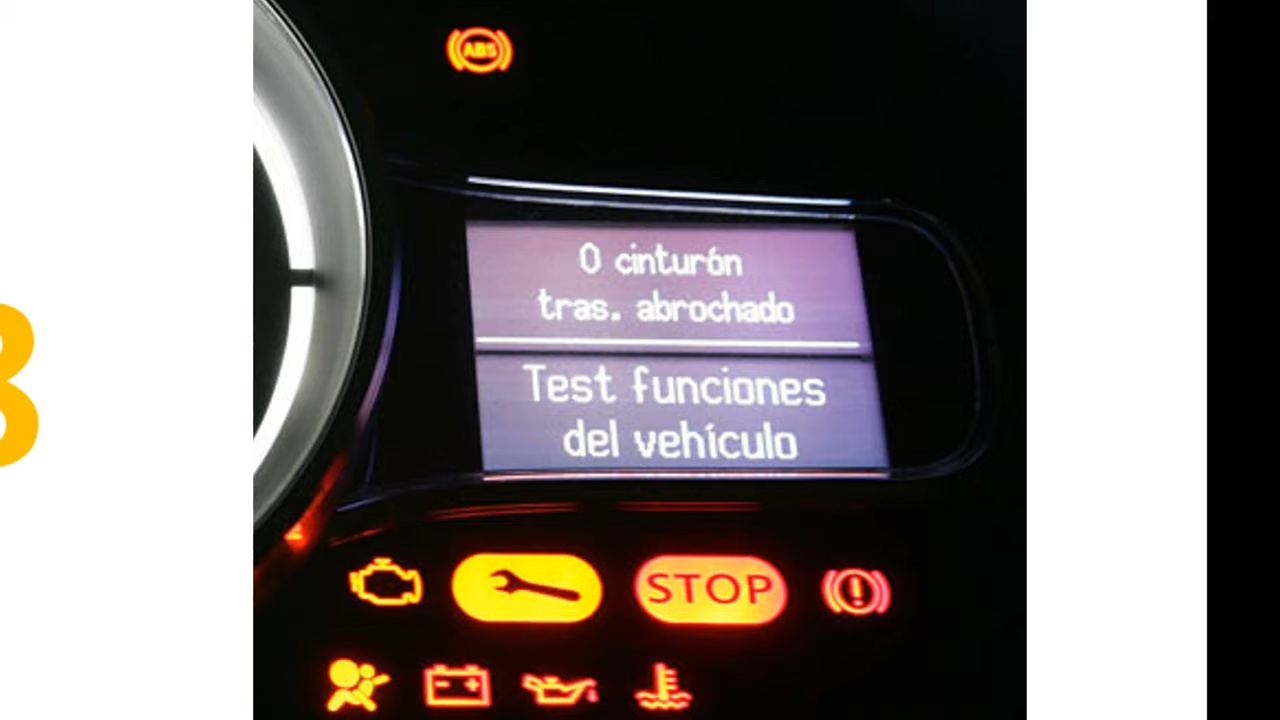 ABS
0 cinturón
tras. abrochado
Test funciones
del vehículo
STOP